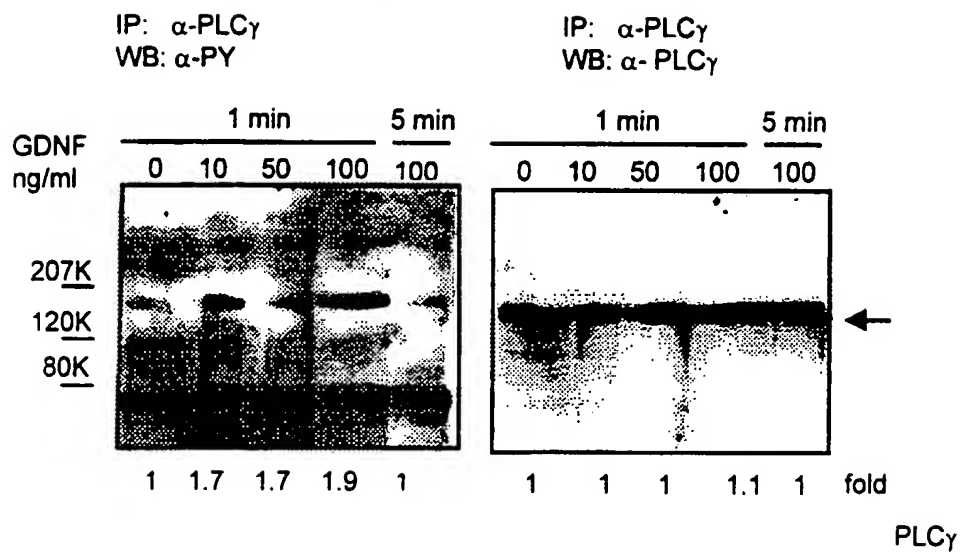 IP: α-PLCγ
WB: α-PY
IP: α-PLCγ
WB: α- PLCγ
1 min 5 min
1 min 5 min
GDNF
ng/ml
0 10 50 100 100
0 10 50 100 100
207K
120K
80K
1 1.7 1.7 1.9 1
1 1 1 1.1 1 fold
PLCγ